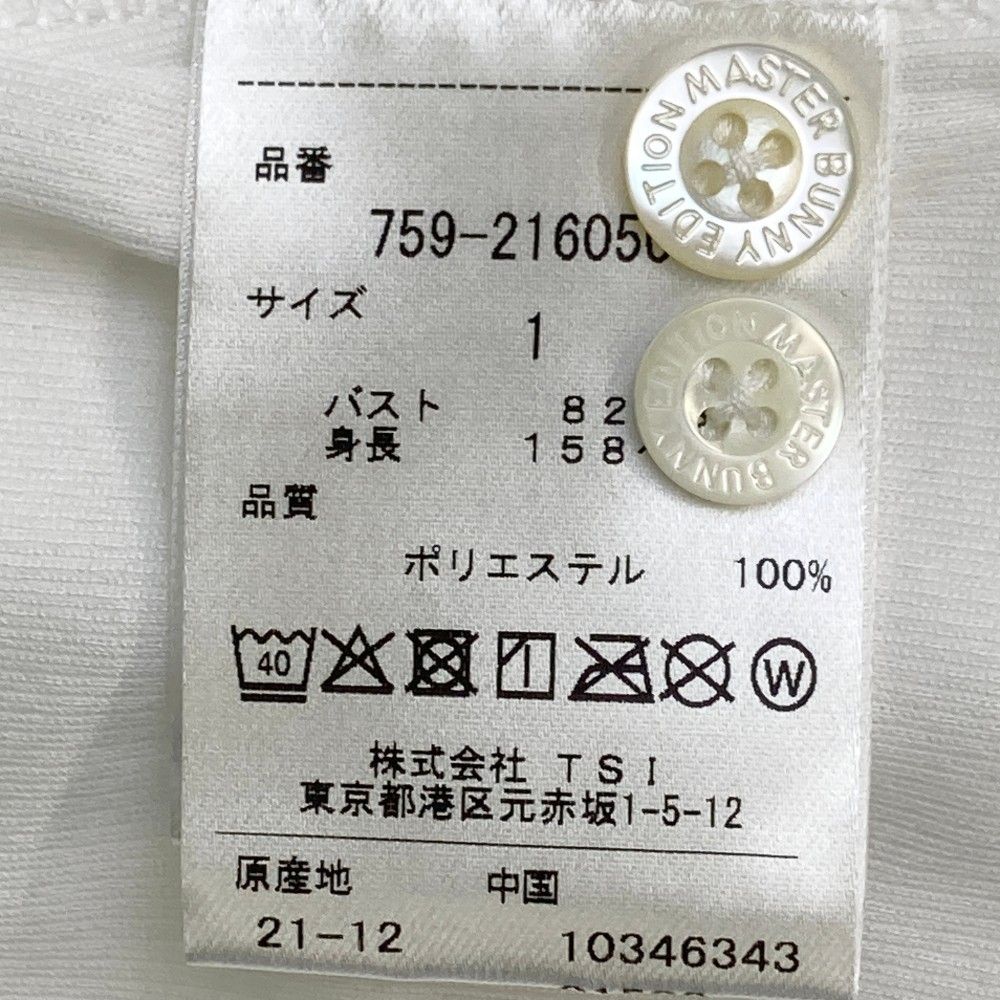 品番
759-216050
サイズ
1
バスト 82
身長 158
品質
ポリエステル 100%
40
W
株式会社 TSI
東京都港区元赤坂1-5-12
原産地 中国
21-12 10346343
MASTER BUNNY EDITION
MASTER BUNNY EDITION